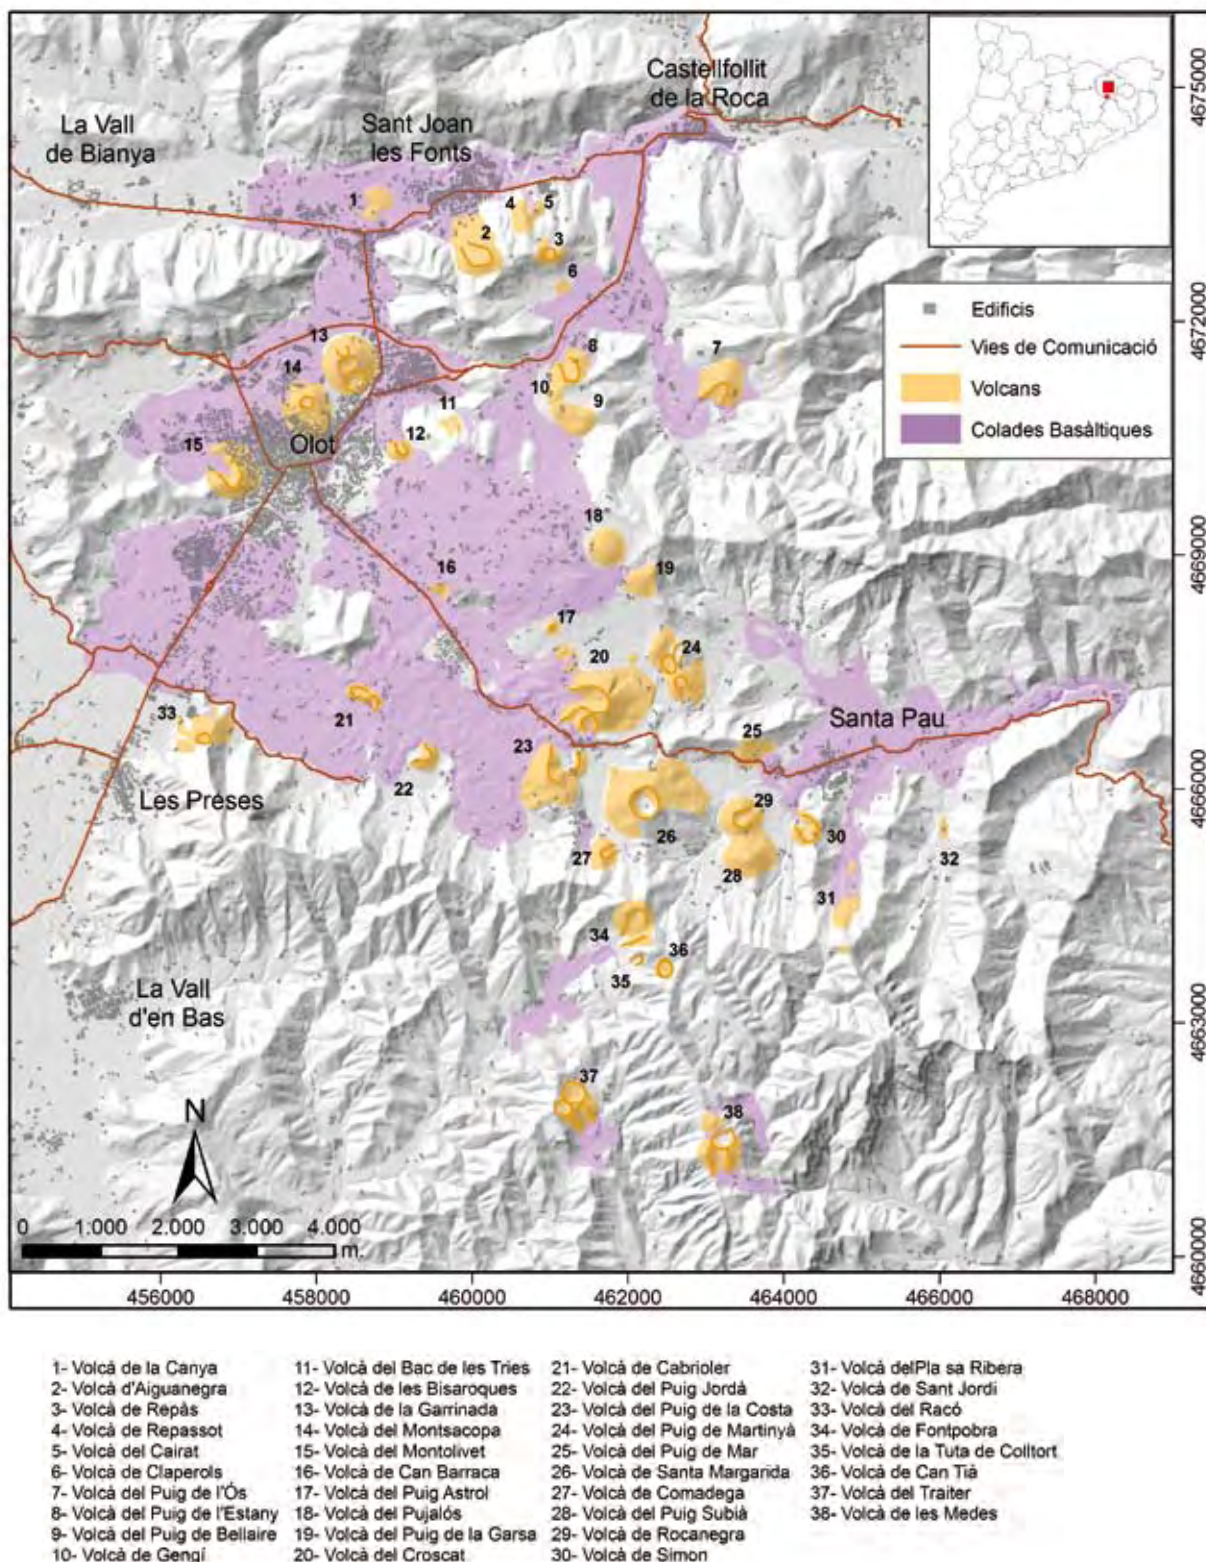 Castellfollit
de la Roca
La Vall
de Bianya
Sant Joan
les Fonts
4675000
1
4
5
2
3
6
Edificis
Vies de Comunicació
Volcans
Colades Basàltiques
4672000
13
8
7
14
10
9
11
12
15
Olot
18
4669000
16
19
17
24
20
33
21
Santa Pau
25
23
22
Les Preses
4666000
29
26
30
27
28
32
31
34
36
35
La Vall
d'en Bas
4663000
37
38
N
0 1.000 2.000 3.000 4.000
m.
4660000
456000 458000 460000 462000 464000 466000 468000
1- Volcà de la Canya
2- Volcà d'Aiguanegra
3- Volcà de Repàs
4- Volcà de Repassot
5- Volcà del Cairat
6- Volcà de Claperols
7- Volcà del Puig de l'Ós
8- Volcà del Puig de l'Estany
9- Volcà del Puig de Bellaire
10- Volcà de Gengí
11- Volcà del Bac de les Tries
12- Volcà de les Bisaroques
13- Volcà de la Garrinada
14- Volcà del Montsacopa
15- Volcà del Montolivet
16- Volcà de Can Barraca
17- Volcà del Puig Astrol
18- Volcà del Pujalós
19- Volcà del Puig de la Garsa
20- Volcà del Croscat
21- Volcà de Cabrioler
22- Volcà del Puig Jordà
23- Volcà del Puig de la Costa
24- Volcà del Puig de Martinyà
25- Volcà del Puig de Mar
26- Volcà de Santa Margarida
27- Volcà de Comadega
28- Volcà del Puig Subià
29- Volcà de Rocanegra
30- Volcà de Simon
31- Volcà delPla sa Ribera
32- Volcà de Sant Jordi
33- Volcà del Racó
34- Volcà de Fontpobra
35- Volcà de la Tuta de Colltort
36- Volcà de Can Tià
37- Volcà del Traiter
38- Volcà de les Medes